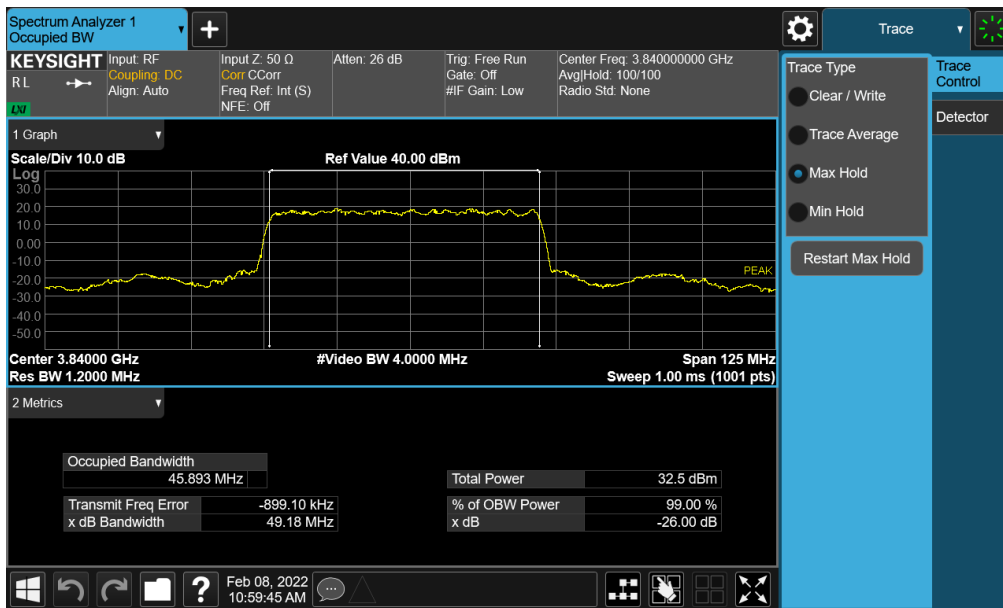 Spectrum Analyzer 1
Occupied BW
Trace
KEYSIGHT
R L
LXI
Input: RF
Coupling: DC
Align: Auto
Input Z: 50 Ω
Corr CCorr
Freq Ref: Int (S)
NFE: Off
Atten: 26 dB
Trig: Free Run
Gate: Off
#IF Gain: Low
Center Freq: 3.840000000 GHz
Avg|Hold: 100/100
Radio Std: None
Trace Type
Clear / Write
Trace Average
Max Hold
Min Hold
Restart Max Hold
Trace
Control
Detector
1 Graph
Scale/Div 10.0 dB
Ref Value 40.00 dBm
Log
30.0
20.0
10.0
0.00
-10.0
-20.0
-30.0
-40.0
-50.0
PEAK
Center 3.84000 GHz
#Video BW 4.0000 MHz
Span 125 MHz
Res BW 1.2000 MHz
Sweep 1.00 ms (1001 pts)
2 Metrics
Occupied Bandwidth
45.893 MHz
Total Power 32.5 dBm
Transmit Freq Error -899.10 kHz
% of OBW Power 99.00 %
x dB Bandwidth 49.18 MHz
x dB -26.00 dB
?
Feb 08, 2022
10:59:45 AM